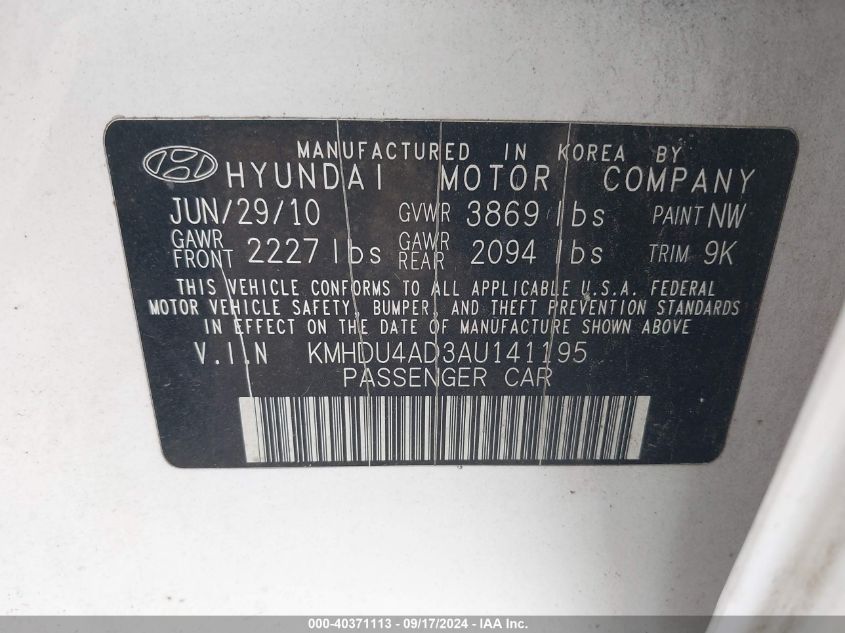 MANUFACTURED IN KOREA BY
HYUNDAI MOTOR COMPANY
JUN/29/10 GVWR 3869 lbs PAINT NW
GAWR FRONT 2227 lbs GAWR REAR 2094 lbs TRIM 9K
THIS VEHICLE CONFORMS TO ALL APPLICABLE U.S.A. FEDERAL
MOTOR VEHICLE SAFETY, BUMPER, AND THEFT PREVENTION STANDARDS
IN EFFECT ON THE DATE OF MANUFACTURE SHOWN ABOVE
V.I.N KMHDU4AD3AU141195
PASSENGER CAR
000-40371113 - 09/17/2024 - IAA Inc.